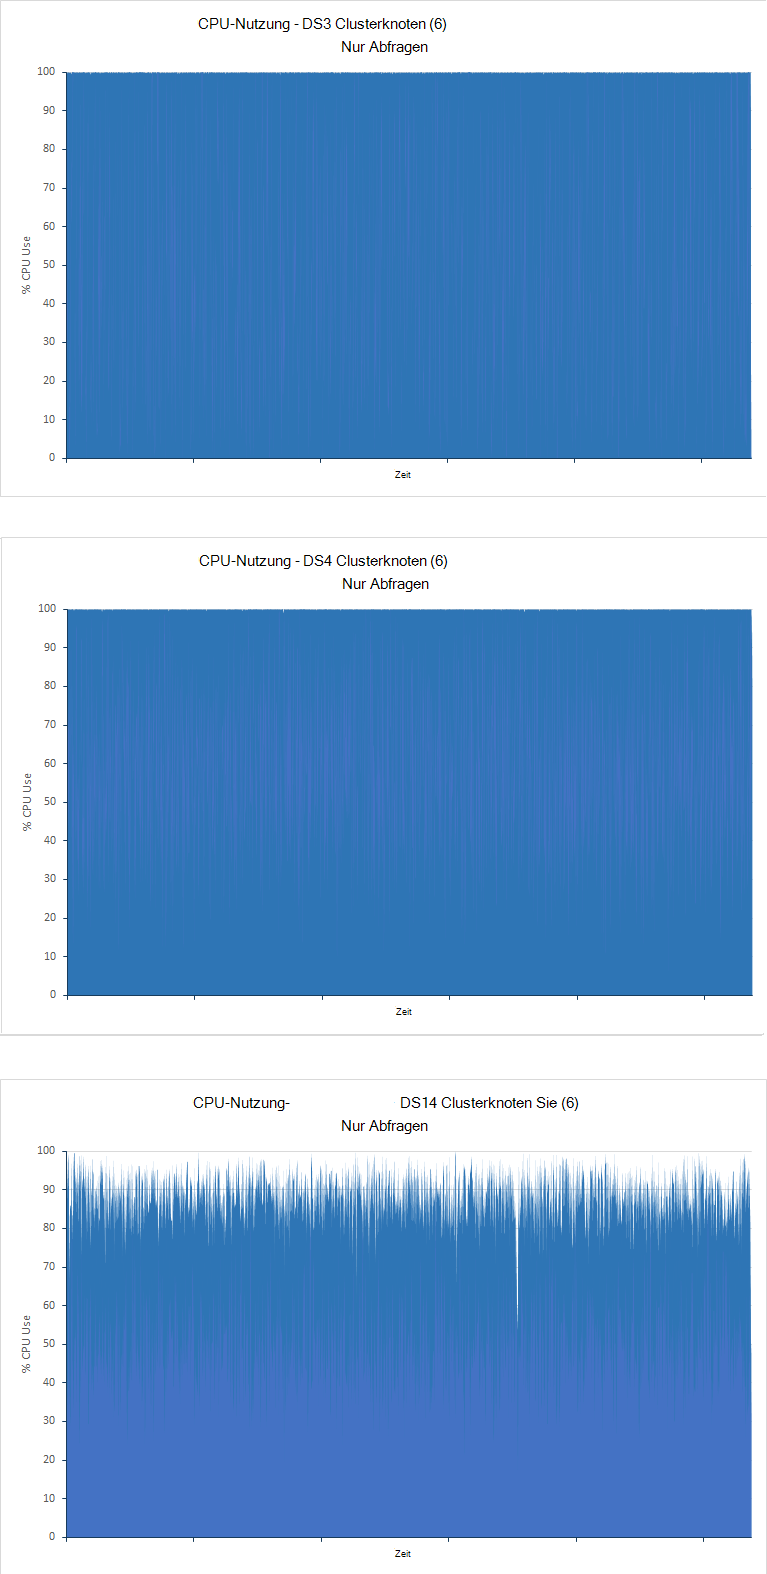 CPU-Nutzung - DS3 Clusterknoten (6)
Nur Abfragen
100
90
80
70
60
50
40
30
20
10
0
% CPU Use
Zeit
CPU-Nutzung - DS4 Clusterknoten (6)
Nur Abfragen
100
90
80
70
60
50
40
30
20
10
0
% CPU Use
Zeit
CPU-Nutzung- DS14 Clusterknoten Sie (6)
Nur Abfragen
100
90
80
70
60
50
40
30
20
10
0
% CPU Use
Zeit